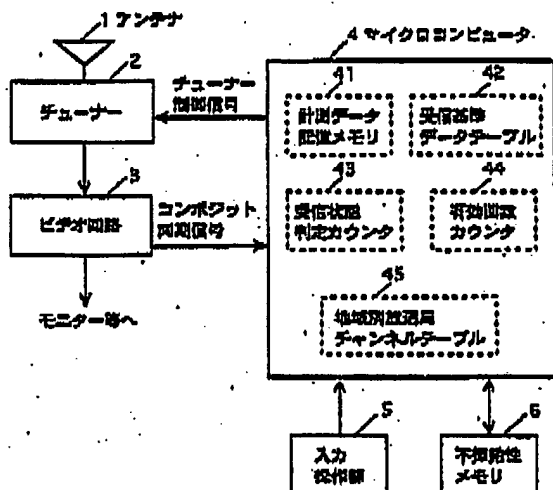 1 アンテナ
2
チューナー
チューナー
制御信号
3
ビデオ回路
コンポジット
同期信号
モニター等へ
4 マイクロコンピュータ
41
計測データ
記憶メモリ
42
受信基準
データテーブル
43
受信状態
判定カウンタ
44
有効回数
カウンタ
45
地域別放送局
チャンネルテーブル
5
入力
操作部
6
不揮発性
メモリ